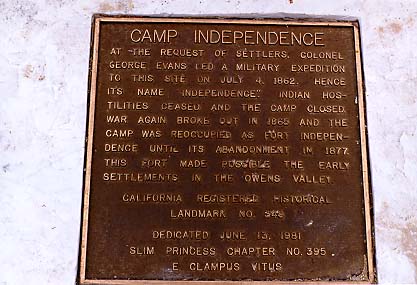 CAMP INDEPENDENCE
AT THE REQUEST OF SETTLERS, COLONEL
GEORGE EVANS LED A MILITARY EXPEDITION
TO THIS SITE ON JULY 4, 1862. HENCE
ITS NAME "INDEPENDENCE". INDIAN HOS-
TILITIES CEASED AND THE CAMP CLOSED.
WAR AGAIN BROKE OUT IN 1865 AND THE
CAMP WAS REOCCUPIED AS FORT INDEPEN-
DENCE UNTIL ITS ABANDONMENT IN 1877.
THIS FORT MADE POSSIBLE THE EARLY
SETTLEMENTS IN THE OWENS VALLEY.
CALIFORNIA REGISTERED HISTORICAL
LANDMARK NO.
DEDICATED JUNE 13, 1981
SLIM PRINCESS CHAPTER NO. 395
E CLAMPUS VITUS